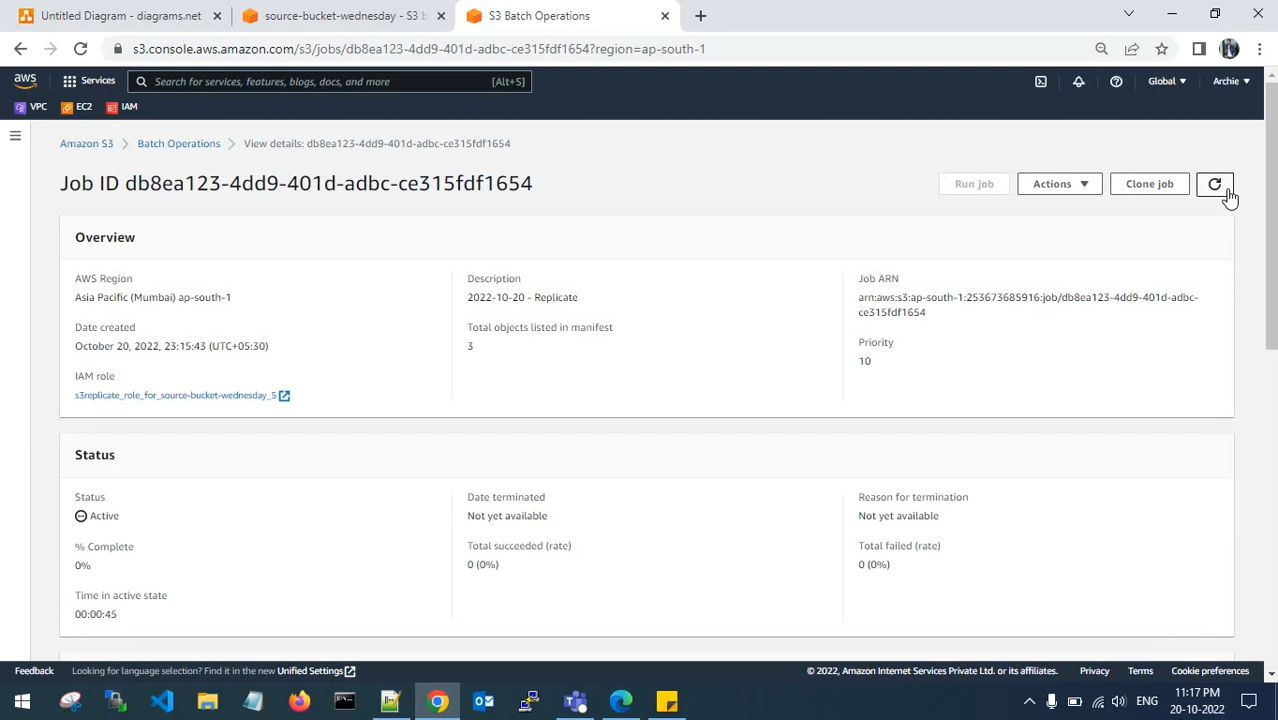 Untitled Diagram - diagrams.net
source-bucket-wednesday - S3 b
S3 Batch Operations
s3.console.aws.amazon.com/s3/jobs/db8ea123-4dd9-401d-adbc-ce315fdf1654?region=ap-south-1
aws
Services
Search for services, features, blogs, docs, and more
[Alt+S]
Global
Archie
VPC
EC2
IAM
Amazon S3
Batch Operations
View details: db8ea123-4dd9-401d-adbc-ce315fdf1654
Job ID db8ea123-4dd9-401d-adbc-ce315fdf1654
Run job
Actions
Clone job
Overview
AWS Region
Asia Pacific (Mumbai) ap-south-1
Date created
October 20, 2022, 23:15:43 (UTC+05:30)
IAM role
s3replicate_role_for_source-bucket-wednesday_5
Description
2022-10-20 - Replicate
Total objects listed in manifest
3
Job ARN
arn:aws:s3:ap-south-1:253673685916:job/db8ea123-4dd9-401d-adbc-
ce315fdf1654
Priority
10
Status
Status
Active
% Complete
0%
Time in active state
00:00:45
Date terminated
Not yet available
Total succeeded (rate)
0 (0%)
Reason for termination
Not yet available
Total failed (rate)
0 (0%)
Feedback
Looking for language selection? Find it in the new Unified Settings
© 2022, Amazon Internet Services Private Ltd. or its affiliates.
Privacy
Terms
Cookie preferences
ENG
11:17 PM
20-10-2022